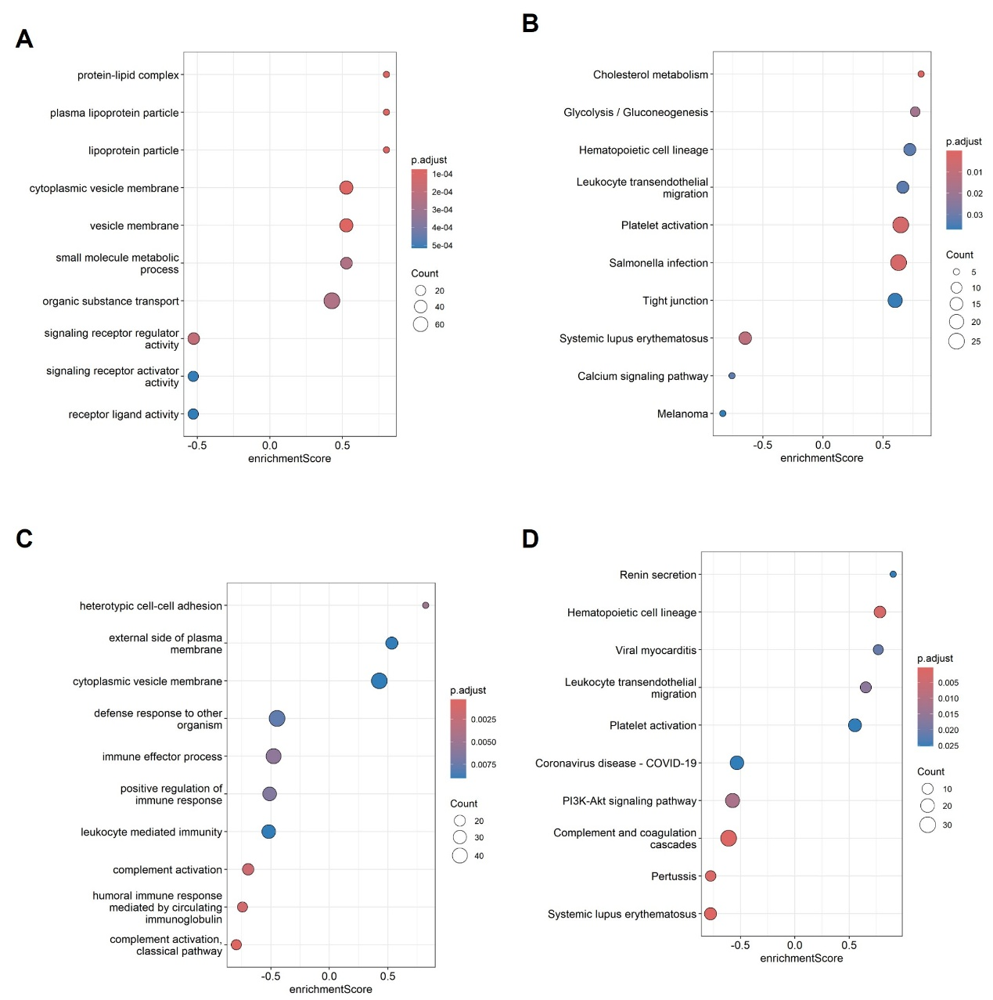 A
protein-lipid complex
plasma lipoprotein particle
lipoprotein particle
cytoplasmic vesicle membrane
vesicle membrane
small molecule metabolic
process
organic substance transport
signaling receptor regulator
activity
signaling receptor activator
activity
receptor ligand activity
-0.5 0.0 0.5
enrichmentScore
p.adjust
1e-04
2e-04
3e-04
4e-04
5e-04
Count
20
40
60
B
Cholesterol metabolism
Glycolysis / Gluconeogenesis
Hematopoietic cell lineage
Leukocyte transendothelial
migration
Platelet activation
Salmonella infection
Tight junction
Systemic lupus erythematosus
Calcium signaling pathway
Melanoma
-0.5 0.0 0.5
enrichmentScore
p.adjust
0.01
0.02
0.03
Count
5
10
15
20
25
C
heterotypic cell-cell adhesion
external side of plasma
membrane
cytoplasmic vesicle membrane
defense response to other
organism
immune effector process
positive regulation of
immune response
leukocyte mediated immunity
complement activation
humoral immune response
mediated by circulating
immunoglobulin
complement activation,
classical pathway
-0.5 0.0 0.5
enrichmentScore
p.adjust
0.0025
0.0050
0.0075
Count
20
30
40
D
Renin secretion
Hematopoietic cell lineage
Viral myocarditis
Leukocyte transendothelial
migration
Platelet activation
Coronavirus disease - COVID-19
PI3K-Akt signaling pathway
Complement and coagulation
cascades
Pertussis
Systemic lupus erythematosus
-0.5 0.0 0.5
enrichmentScore
p.adjust
0.005
0.010
0.015
0.020
0.025
Count
10
20
30